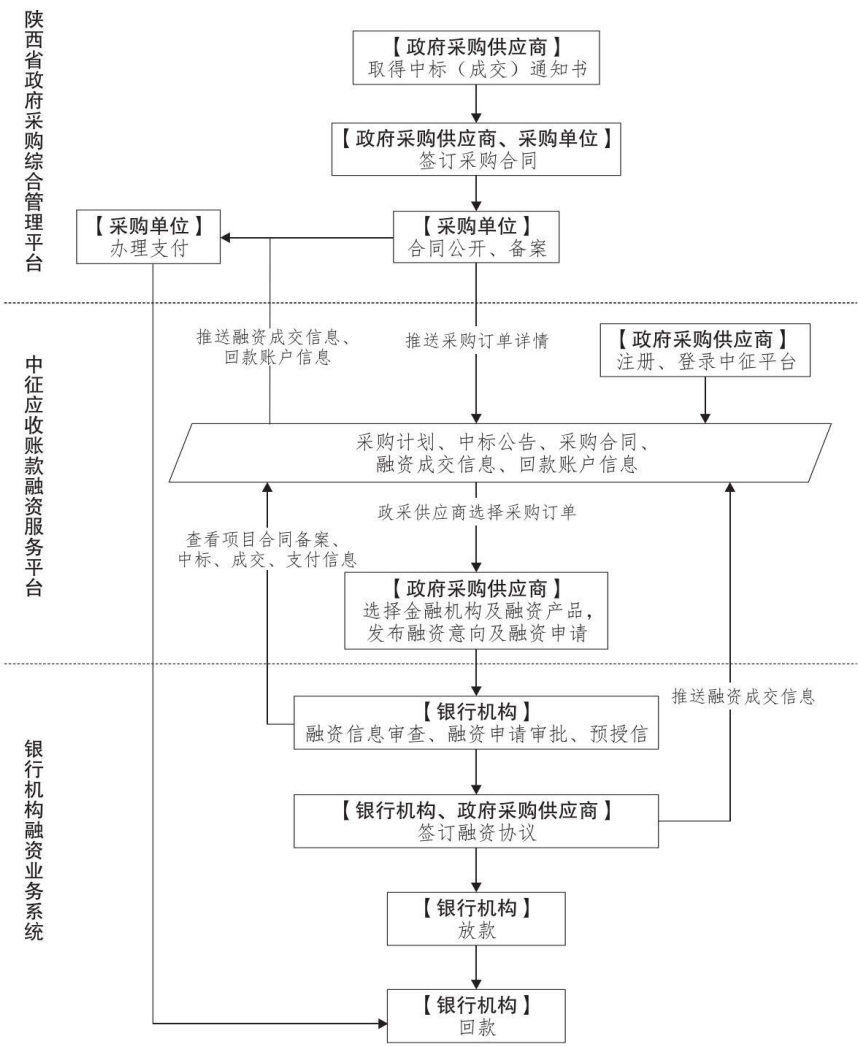 陕西省政府采购综合管理平台
【政府采购供应商】
取得中标（成交）通知书
【政府采购供应商、采购单位】
签订采购合同
【采购单位】
办理支付
【采购单位】
合同公开、备案
中征应收账款融资服务平台
推送融资成交信息、
回款账户信息
推送采购订单详情
【政府采购供应商】
注册、登录中征平台
采购计划、中标公告、采购合同、
融资成交信息、回款账户信息
政采供应商选择采购订单
查看项目合同备案、
中标、成交、支付信息
【政府采购供应商】
选择金融机构及融资产品，
发布融资意向及融资申请
银行机构融资业务系统
推送融资成交信息
【银行机构】
融资信息审查、融资申请审批、预授信
【银行机构、政府采购供应商】
签订融资协议
【银行机构】
放款
【银行机构】
回款